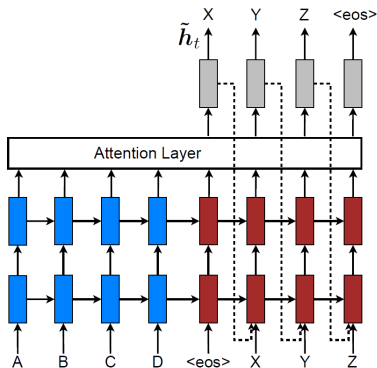 X Y Z <eos>
h̃ₜ
Attention Layer
A B C D <eos> X Y Z